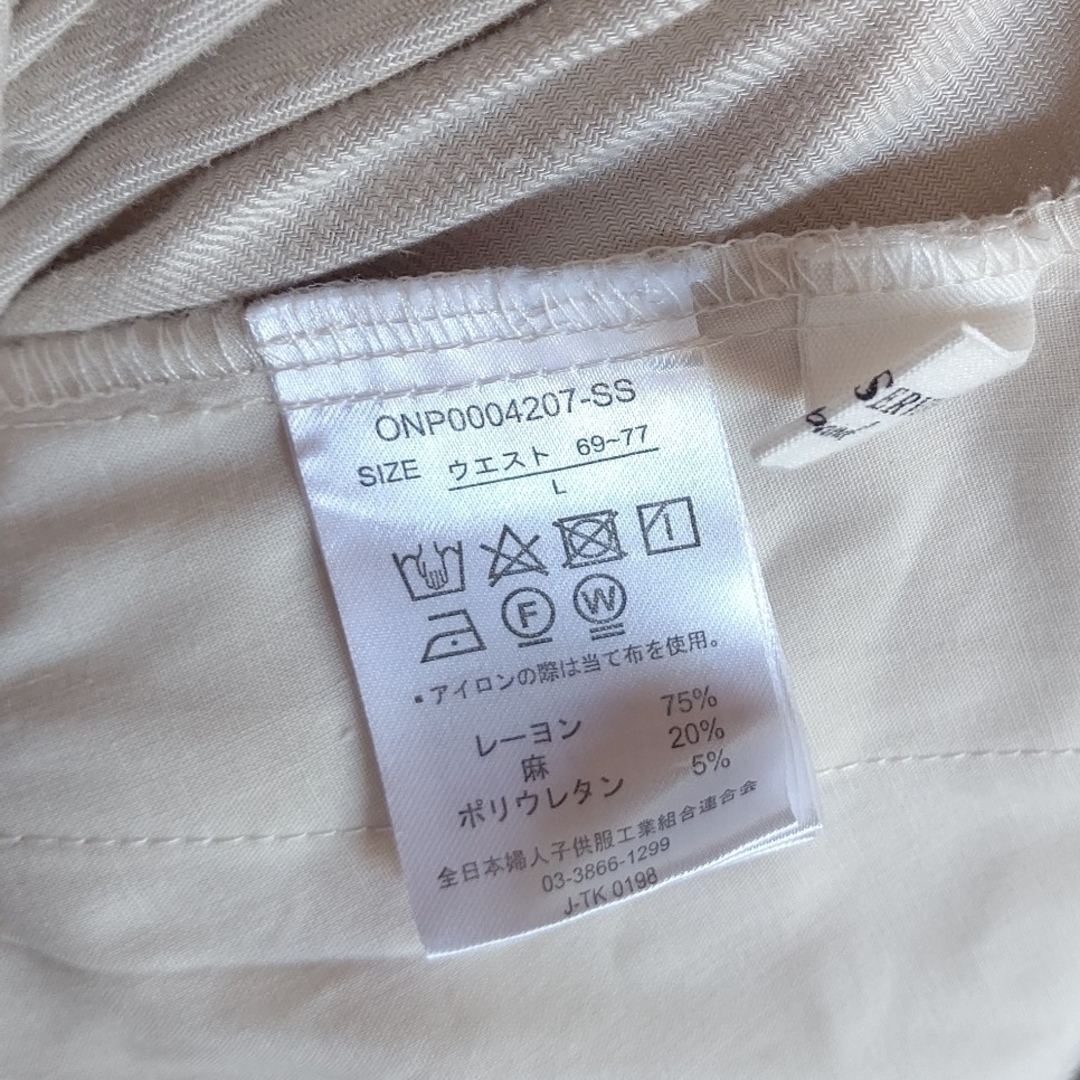 ONP0004207-SS
SIZE ウエスト 69~77
L
F W
▪アイロンの際は当て布を使用。
レーヨン 75%
麻 20%
ポリウレタン 5%
全日本婦人子供服工業組合連合会
03-3866-1299
J-TK 0198